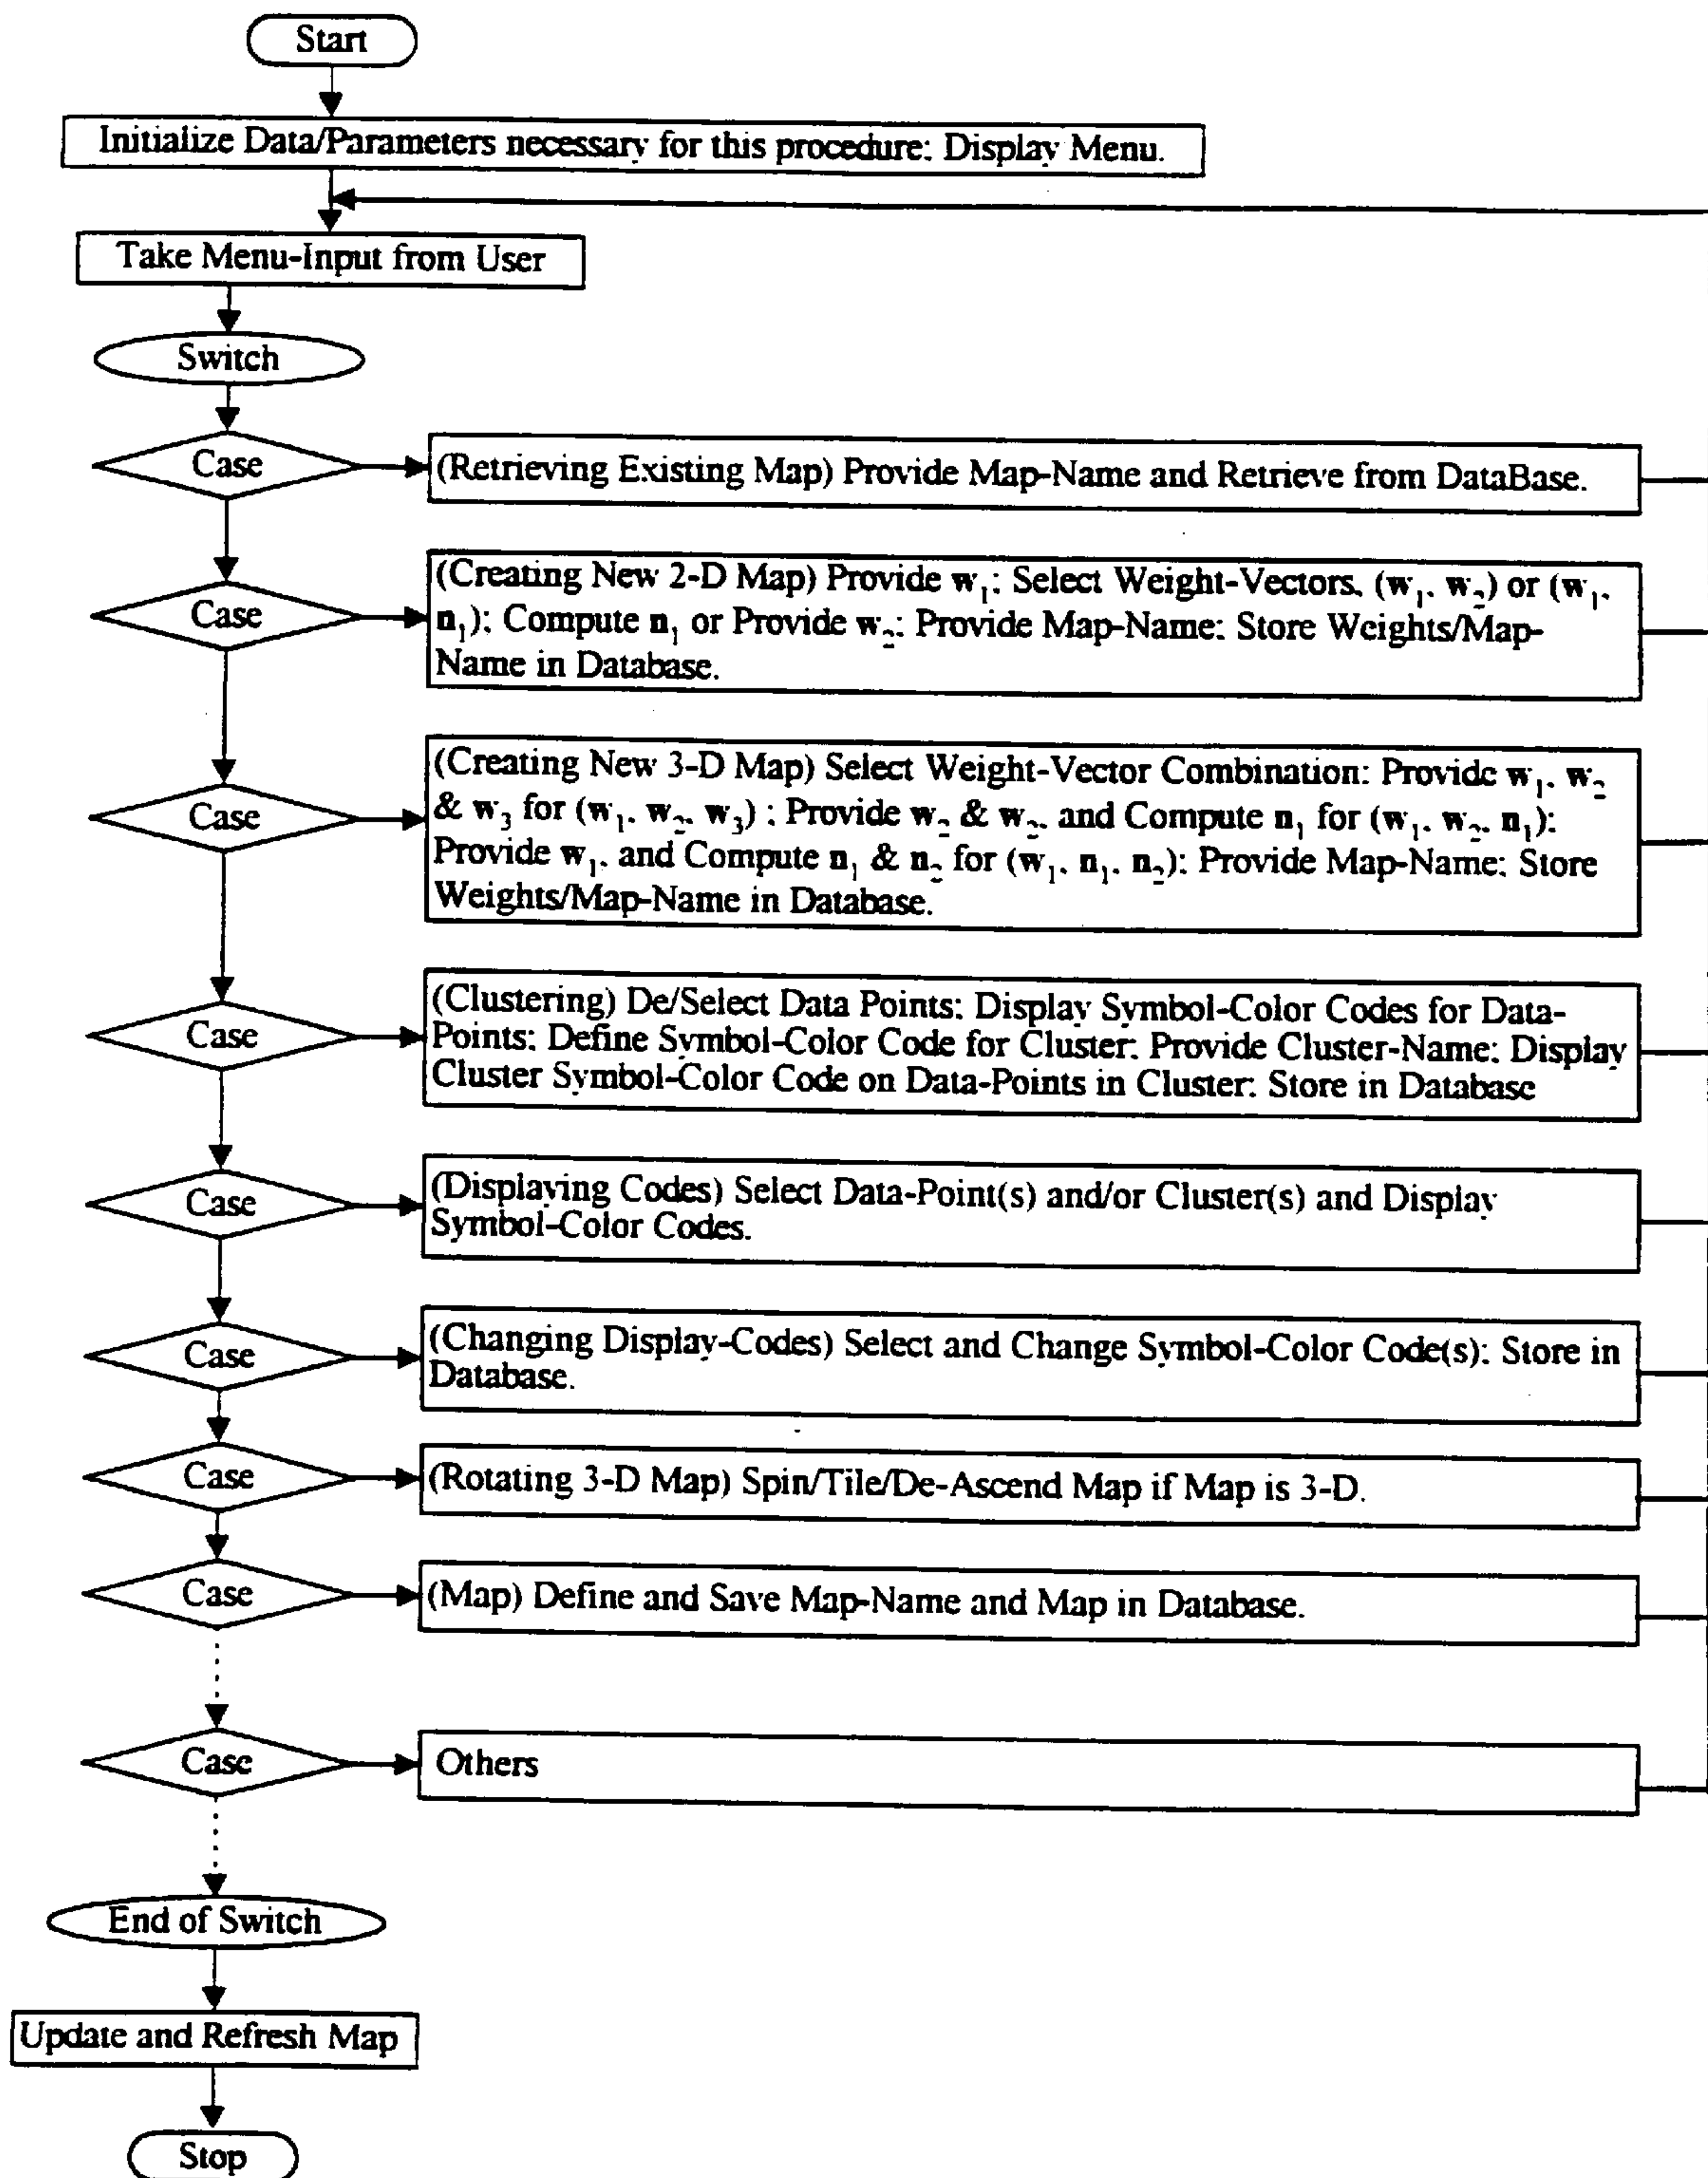 Start
Initialize Data/Parameters necessary for this procedure: Display Menu.
Take Menu-Input from User
Switch
Case
(Retrieving Existing Map) Provide Map-Name and Retrieve from DataBase.
Case
(Creating New 2-D Map) Provide w₁: Select Weight-Vectors. (w₁. w₂) or (w₁.
n₁): Compute n₁ or Provide w₂: Provide Map-Name: Store Weights/Map-
Name in Database.
Case
(Creating New 3-D Map) Select Weight-Vector Combination: Provide w₁. w₂
& w₃ for (w₁. w₂. w₃) : Provide w₂ & w₂. and Compute n₁ for (w₁. w₂. n₁):
Provide w₁. and Compute n₁ & n₂ for (w₁. n₁. n₂): Provide Map-Name: Store
Weights/Map-Name in Database.
Case
(Clustering) De/Select Data Points: Display Symbol-Color Codes for Data-
Points: Define Symbol-Color Code for Cluster: Provide Cluster-Name: Display
Cluster Symbol-Color Code on Data-Points in Cluster: Store in Database
Case
(Displaying Codes) Select Data-Point(s) and/or Cluster(s) and Display
Symbol-Color Codes.
Case
(Changing Display-Codes) Select and Change Symbol-Color Code(s): Store in
Database.
Case
(Rotating 3-D Map) Spin/Tile/De-Ascend Map if Map is 3-D.
Case
(Map) Define and Save Map-Name and Map in Database.
Case
Others
End of Switch
Update and Refresh Map
Stop